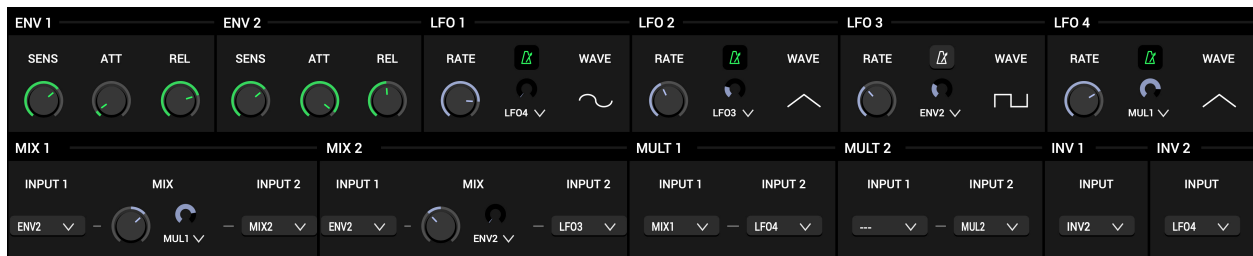 ENV 1 ENV 2 LFO 1 LFO 2 LFO 3 LFO 4
SENS ATT REL SENS ATT REL RATE WAVE RATE WAVE RATE WAVE RATE WAVE
LFO4 LFO3 ENV2 MUL1
MIX 1 MIX 2 MULT 1 MULT 2 INV 1 INV 2
INPUT 1 MIX INPUT 2 INPUT 1 MIX INPUT 2 INPUT 1 INPUT 2 INPUT 1 INPUT 2 INPUT INPUT
ENV2 MUL1 MIX2 ENV2 ENV2 LFO3 MIX1 LFO4 --- MUL2 INV2 LFO4